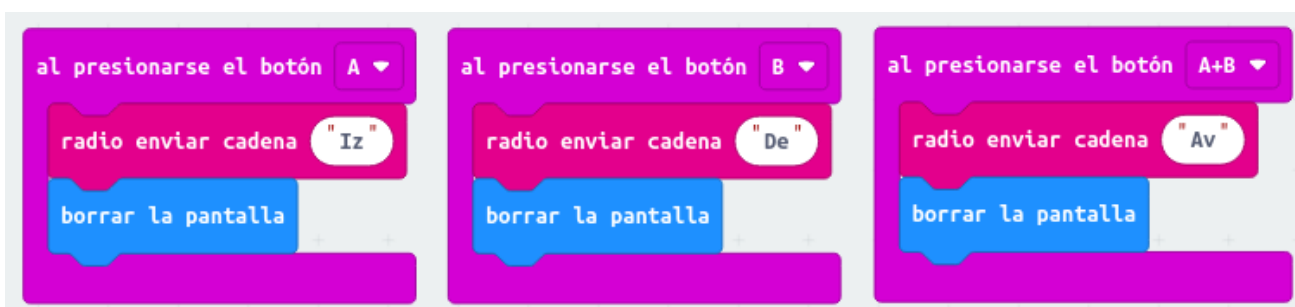 al presionarse el botón A
radio enviar cadena "Iz"
borrar la pantalla
al presionarse el botón B
radio enviar cadena "De"
borrar la pantalla
al presionarse el botón A+B
radio enviar cadena "Av"
borrar la pantalla